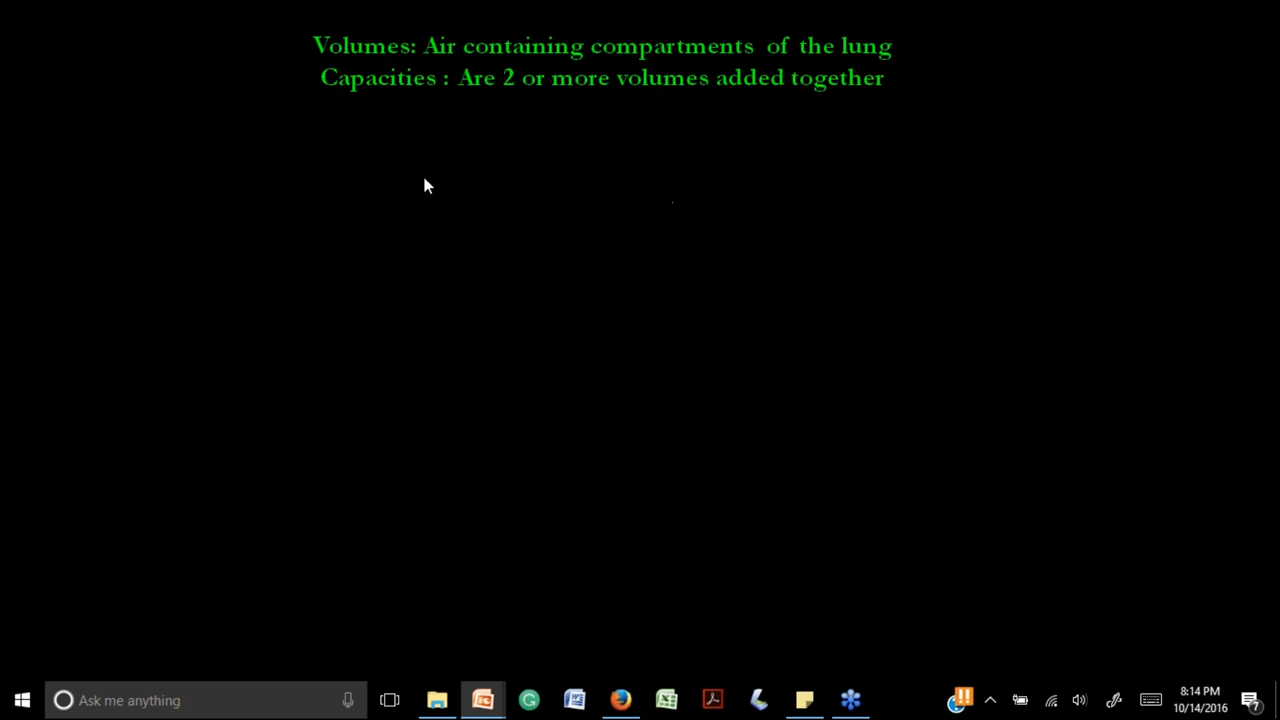 Volumes: Air containing compartments of the lung
Capacities : Are 2 or more volumes added together
Ask me anything
8:14 PM
10/14/2016
7